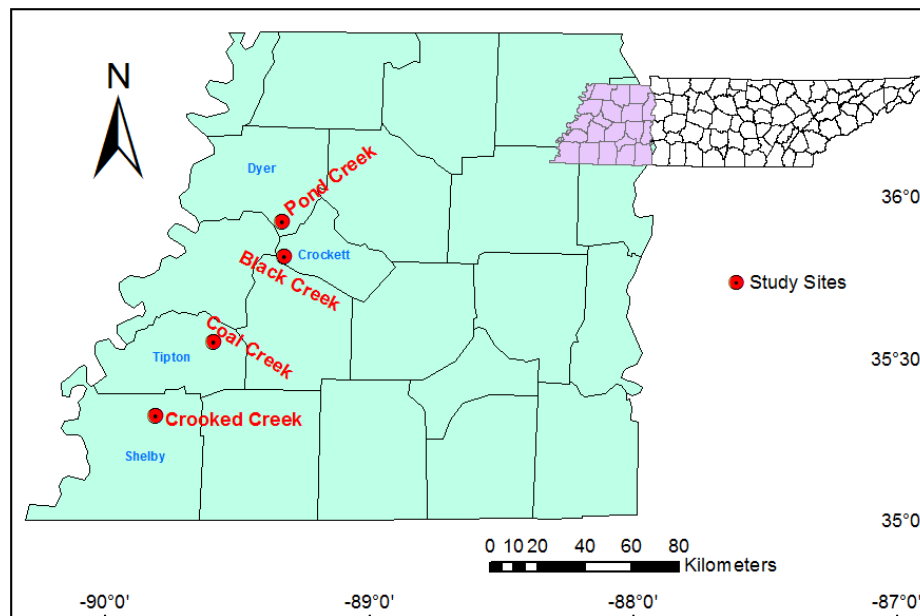 N
Dyer
Pond Creek
36°0'
Crockett
Black Creek
Study Sites
Coal Creek
Tipton
35°30'
Crooked Creek
Shelby
35°0'
0 10 20 40 60 80
Kilometers
-90°0' -89°0' -88°0' -87°0'